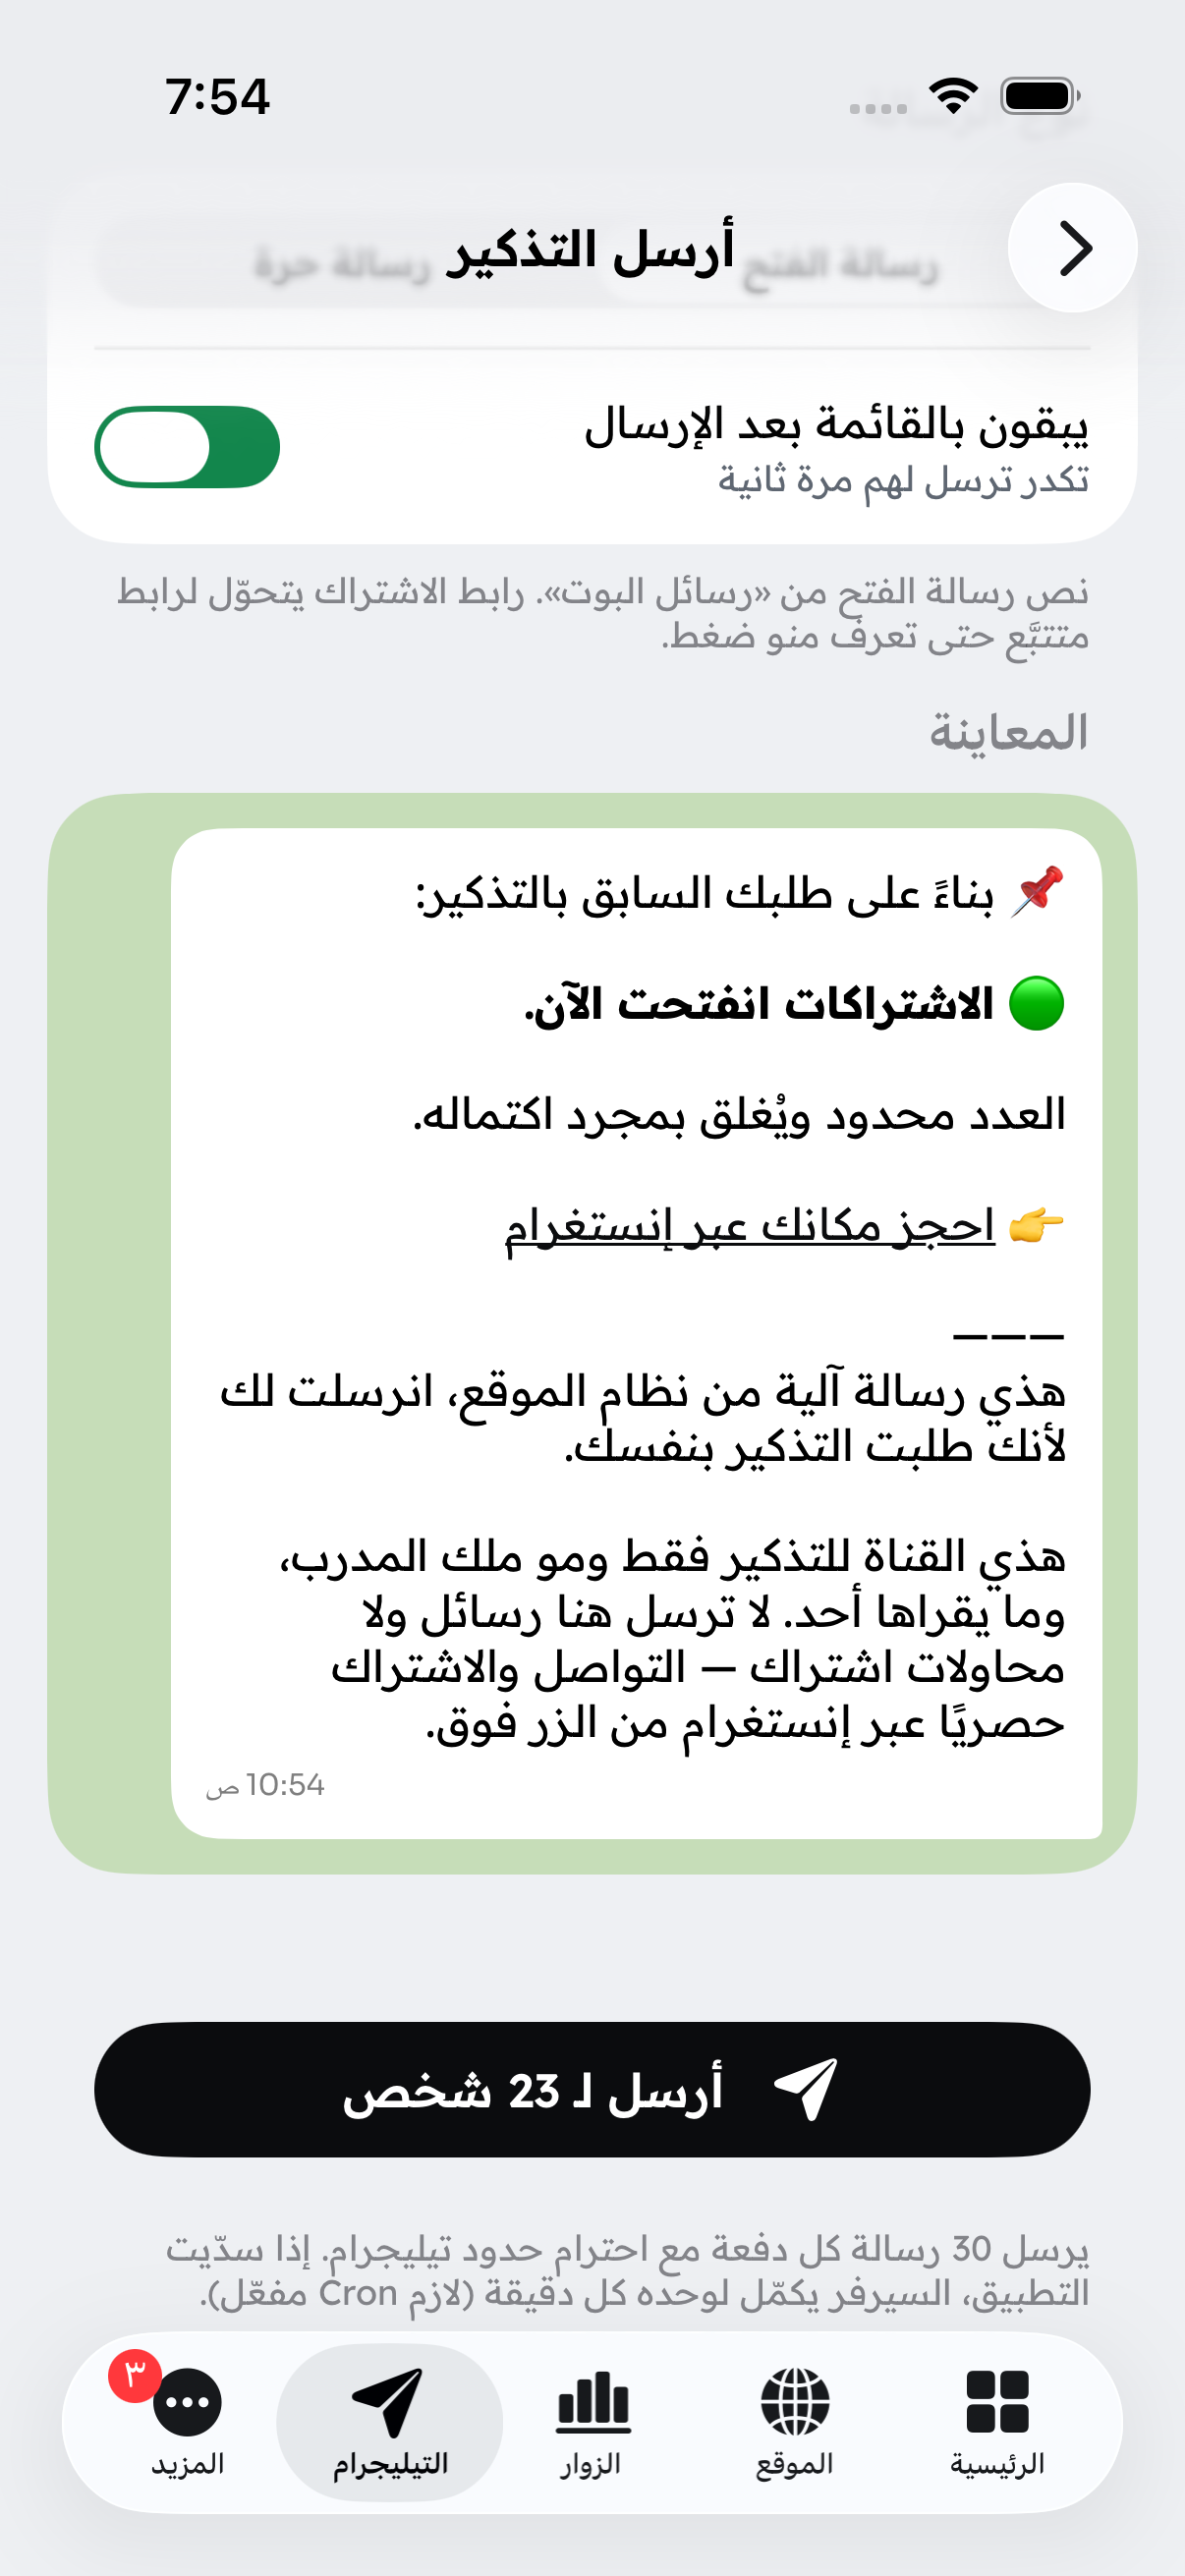 7:54
أرسل التذكير
رسالة الفتح
رسالة حرة
يبقون بالقائمة بعد الإرسال
تكدر ترسل لهم مرة ثانية
نص رسالة الفتح من «رسائل البوت». رابط الاشتراك يتحوّل لرابط
متتبَّع حتى تعرف منو ضغط.
المعاينة
📌 بناءً على طلبك السابق بالتذكير:
🟢 الاشتراكات انفتحت الآن.
العدد محدود ويُغلق بمجرد اكتماله.
👉 احجز مكانك عبر إنستغرام
———
هذي رسالة آلية من نظام الموقع، انرسلت لك
لأنك طلبت التذكير بنفسك.
هذي القناة للتذكير فقط ومو ملك المدرب،
وما يقراها أحد. لا ترسل هنا رسائل ولا
محاولات اشتراك — التواصل والاشتراك
حصريًا عبر إنستغرام من الزر فوق.
10:54 ص
أرسل لـ 23 شخص
يرسل 30 رسالة كل دفعة مع احترام حدود تيليجرام. إذا سدّيت
التطبيق، السيرفر يكمّل لوحده كل دقيقة (لازم Cron مفعّل).
الرئيسية
الموقع
الزوار
التيليجرام
المزيد
٣